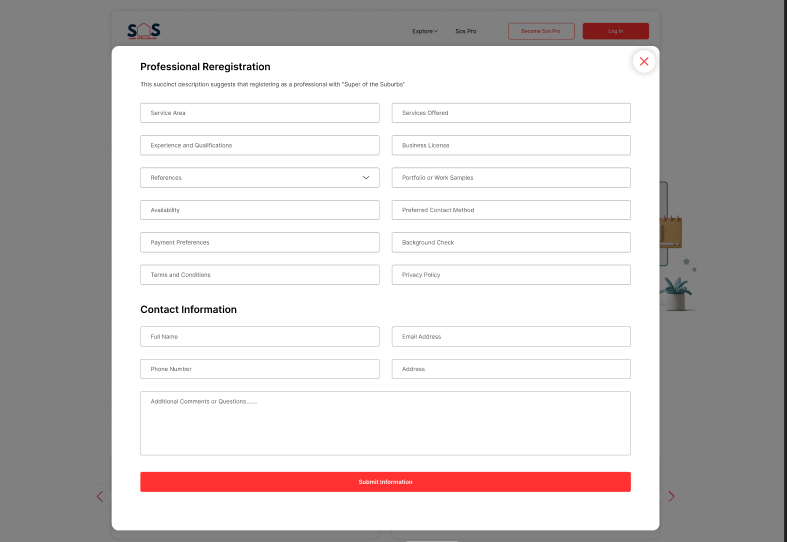 SOS
Explore
Sos Pro
Become Sos Pro
Log in
Professional Reregistration
This succinct description suggests that registering as a professional with "Super of the Suburbs"
Service Area
Services Offered
Experience and Qualifications
Business License
References
Portfolio or Work Samples
Availability
Preferred Contact Method
Payment Preferences
Background Check
Terms and Conditions
Privacy Policy
Contact Information
Full Name
Email Address
Phone Number
Address
Additional Comments or Questions.......
Submit Information